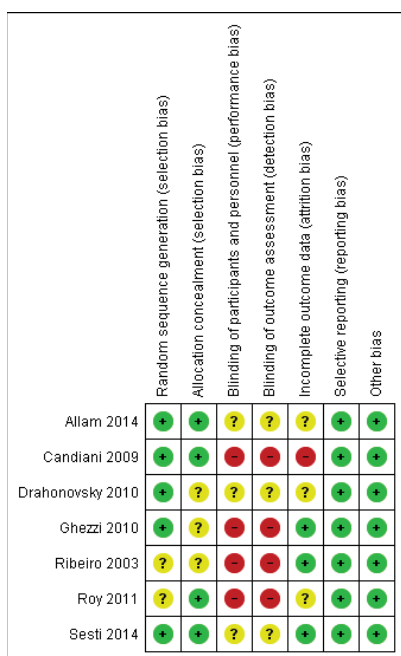 Random sequence generation (selection bias)
Allocation concealment (selection bias)
Blinding of participants and personnel (performance bias)
Blinding of outcome assessment (detection bias)
Incomplete outcome data (attrition bias)
Selective reporting (reporting bias)
Other bias
Allam 2014 + + ? ? ? + +
Candiani 2009 + + - - - + +
Drahonovsky 2010 + ? ? ? ? + +
Ghezzi 2010 + ? - - + + +
Ribeiro 2003 ? ? - - + + +
Roy 2011 ? + - - ? + +
Sesti 2014 + + ? ? + + +